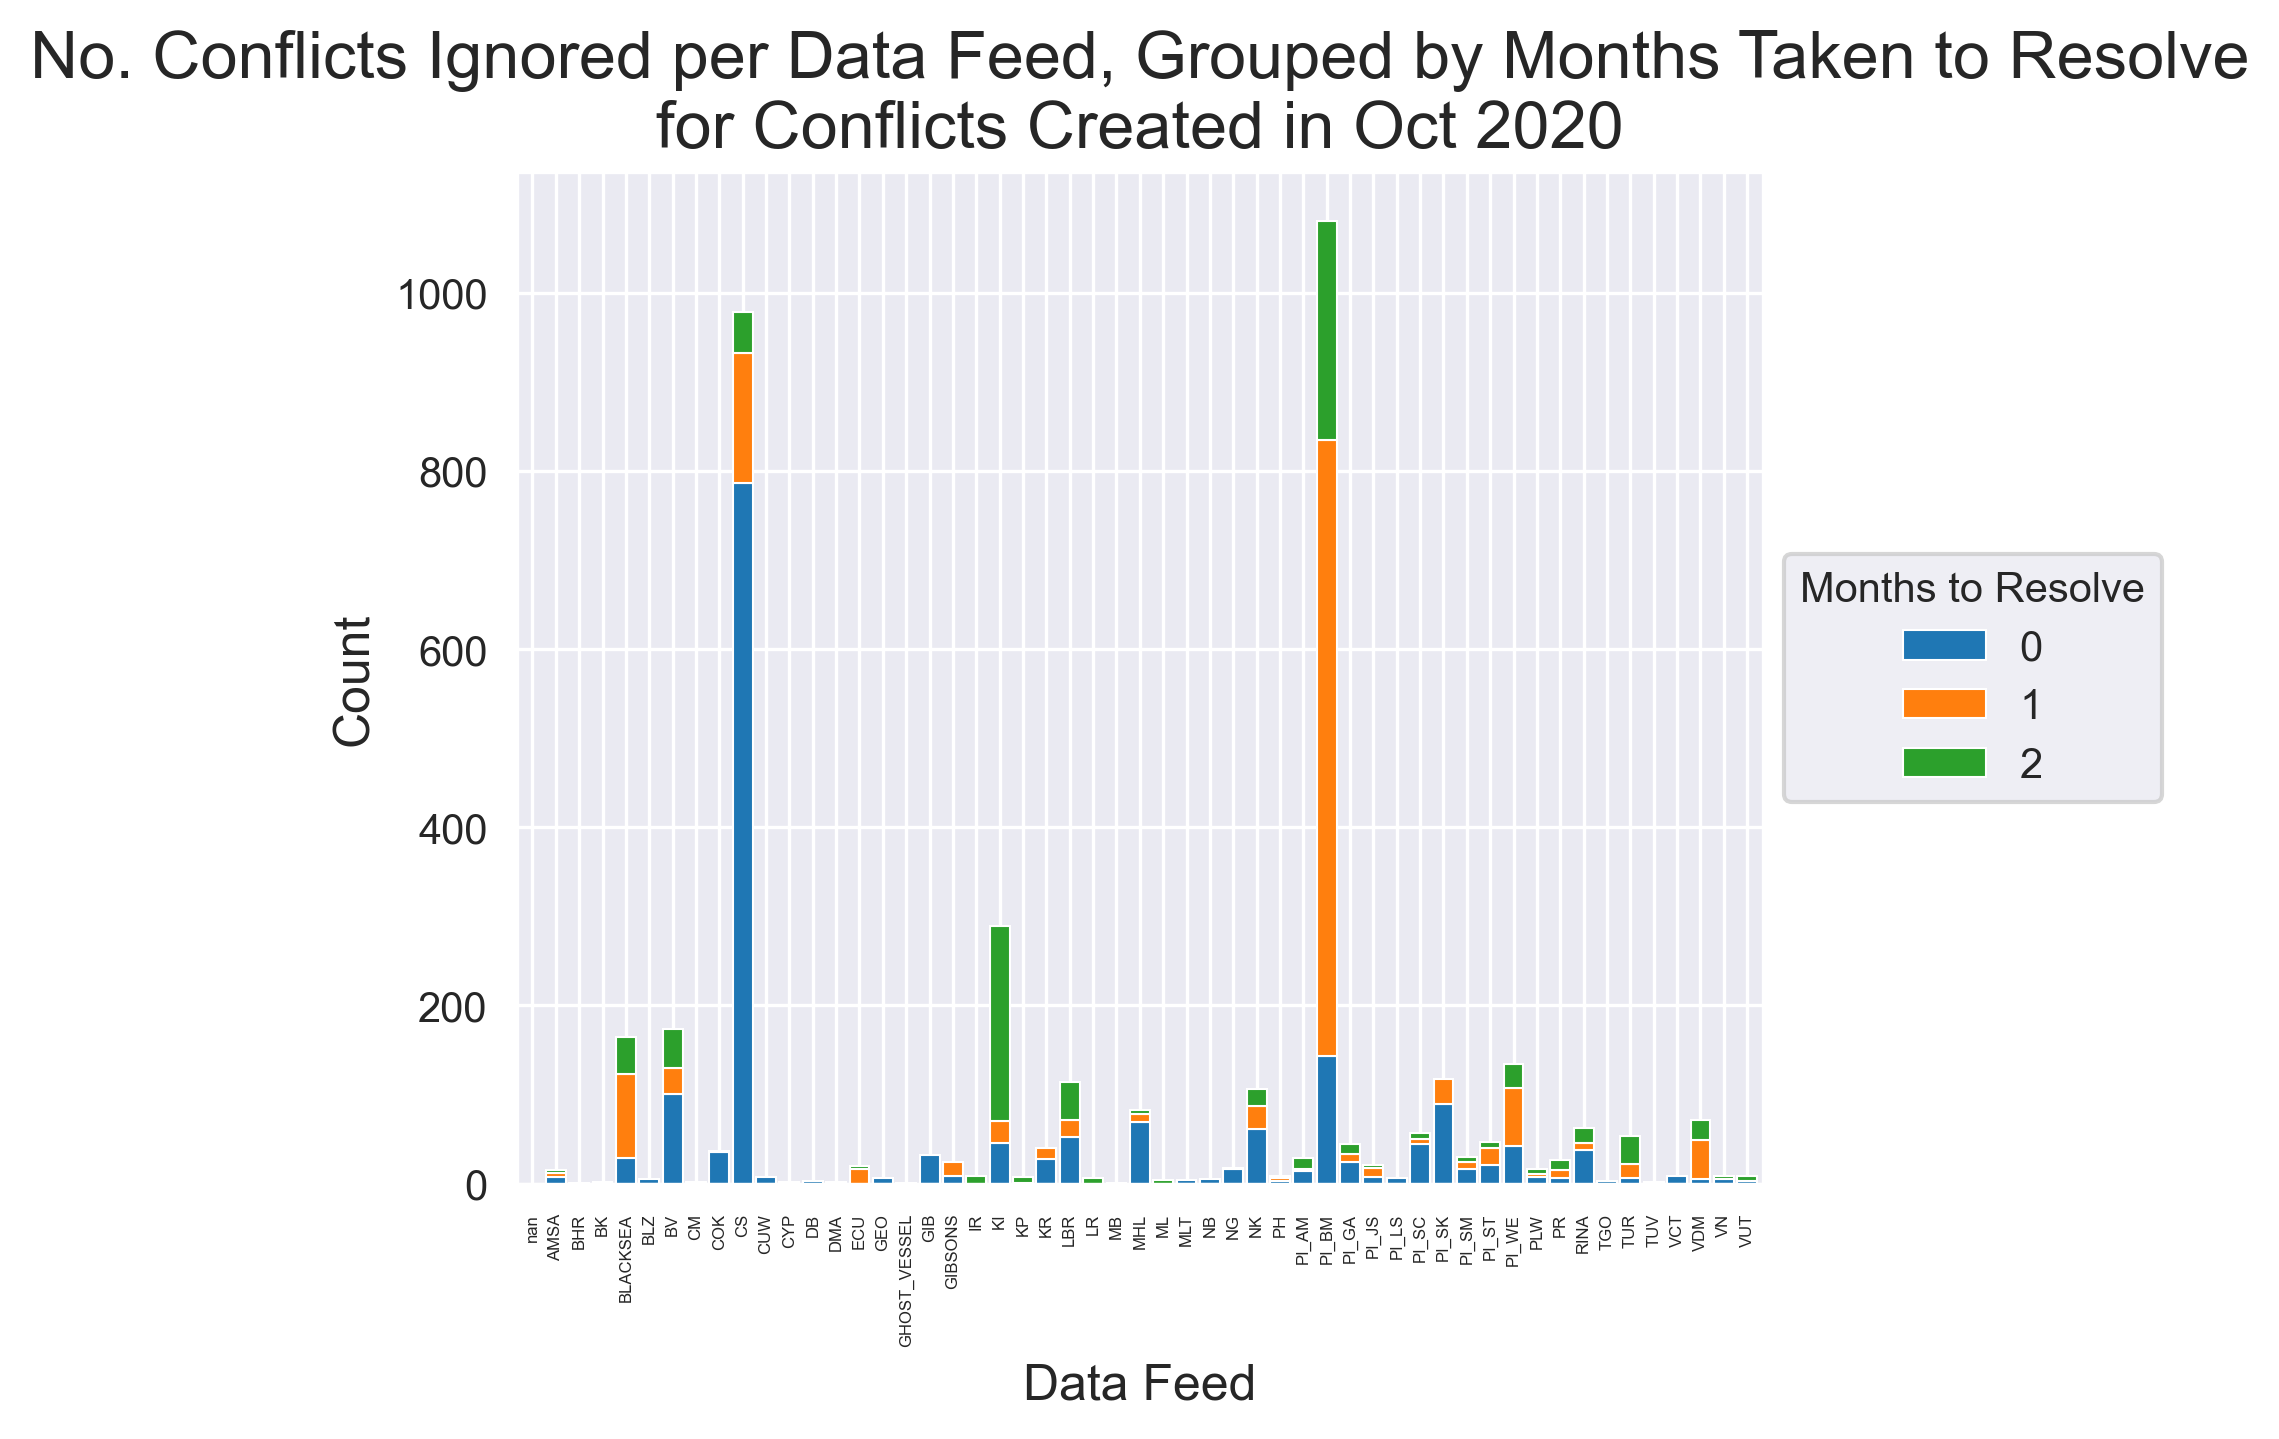 No. Conflicts Ignored per Data Feed, Grouped by Months Taken to Resolve
for Conflicts Created in Oct 2020
1000
800
600
400
200
0
Count
nan
AMSA
BHR
BK
BLACKSEA
BLZ
BV
CM
COK
CS
CUW
CYP
DB
DMA
ECU
GEO
GHOST_VESSEL
GIB
GIBSONS
IR
KI
KP
KR
LBR
LR
MB
MHL
ML
MLT
NB
NG
NK
PH
PI_AM
PI_BM
PI_GA
PI_JS
PI_LS
PI_SC
PI_SK
PI_SM
PI_ST
PI_WE
PLW
PR
RINA
TGO
TUR
TUV
VCT
VDM
VN
VUT
Data Feed
Months to Resolve
0
1
2